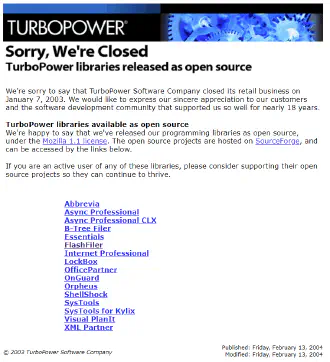 TURBOPOWER®
Sorry, We're Closed
TurboPower libraries released as open source
We're sorry to say that TurboPower Software Company closed its retail business on
January 7, 2003. We would like to express our sincere appreciation to our customers
and the software development community that supported us so well for nearly 18 years.
TurboPower libraries available as open source
We're happy to say that we've released our programming libraries as open source,
under the Mozilla 1.1 license. The open source projects are hosted on SourceForge, and
can be accessed by the links below.
If you are an active user of any of these libraries, please consider supporting their open
source projects so they can continue to thrive.
Abbrevia
Async Professional
Async Professional CLX
B-Tree Filer
Essentials
FlashFiler
Internet Professional
LockBox
OfficePartner
OnGuard
Orpheus
ShellShock
SysTools
SysTools for Kylix
Visual PlanIt
XML Partner
Published: Friday, February 13, 2004
© 2003 TurboPower Software Company
Modified: Friday, February 13, 2004